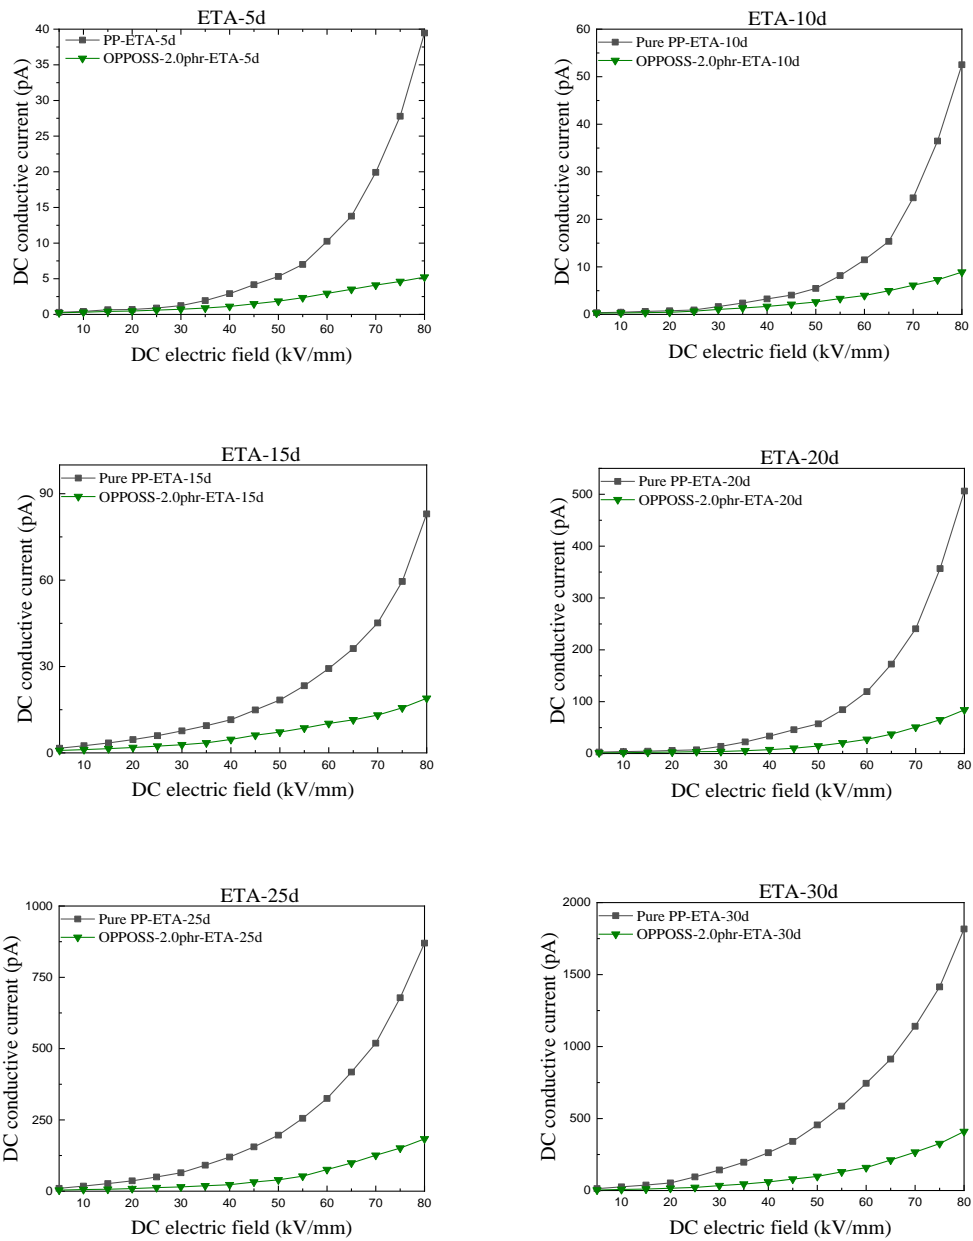 ETA-5d
PP-ETA-5d
OPPOSS-2.0phr-ETA-5d
DC conductive current (pA)
40
35
30
25
20
15
10
5
0
10 20 30 40 50 60 70 80
DC electric field (kV/mm)
ETA-10d
Pure PP-ETA-10d
OPPOSS-2.0phr-ETA-10d
DC conductive current (pA)
60
50
40
30
20
10
0
10 20 30 40 50 60 70 80
DC electric field (kV/mm)
ETA-15d
Pure PP-ETA-15d
OPPOSS-2.0phr-ETA-15d
DC conductive current (pA)
90
60
30
0
10 20 30 40 50 60 70 80
DC electric field (kV/mm)
ETA-20d
Pure PP-ETA-20d
OPPOSS-2.0phr-ETA-20d
DC conductive current (pA)
500
400
300
200
100
0
10 20 30 40 50 60 70 80
DC electric field (kV/mm)
ETA-25d
Pure PP-ETA-25d
OPPOSS-2.0phr-ETA-25d
DC conductive current (pA)
1000
750
500
250
0
10 20 30 40 50 60 70 80
DC electric field (kV/mm)
ETA-30d
Pure PP-ETA-30d
OPPOSS-2.0phr-ETA-30d
DC conductive current (pA)
2000
1500
1000
500
0
10 20 30 40 50 60 70 80
DC electric field (kV/mm)